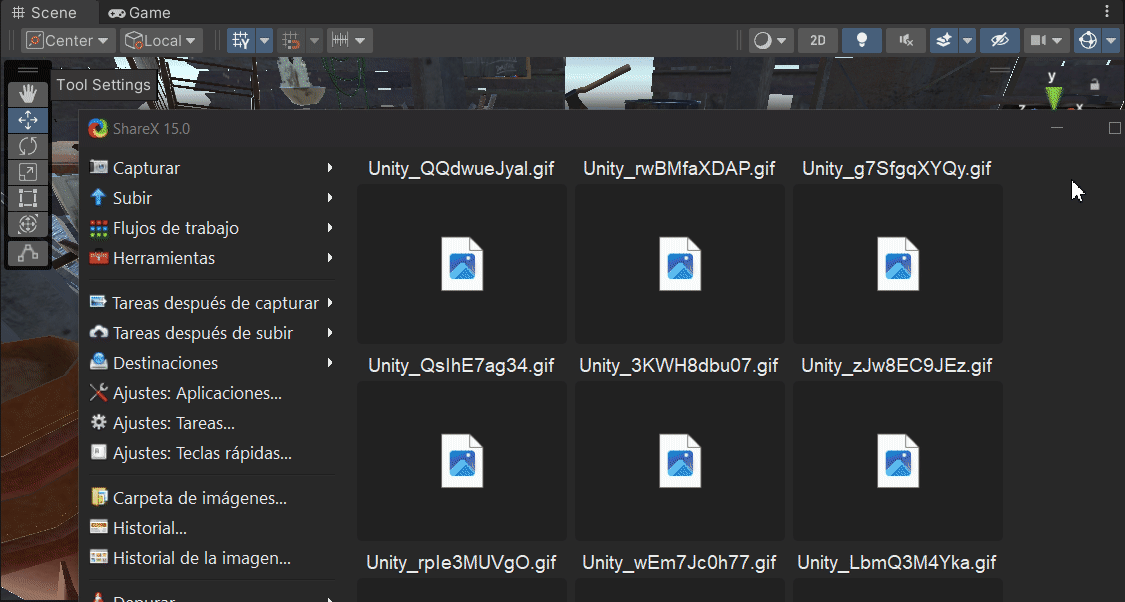 Scene Game
Center Local 2D
Tool Settings
y
z x
ShareX 15.0
Capturar
Subir
Flujos de trabajo
Herramientas
Tareas después de capturar
Tareas después de subir
Destinaciones
Ajustes: Aplicaciones...
Ajustes: Tareas...
Ajustes: Teclas rápidas...
Carpeta de imágenes...
Historial...
Historial de la imagen...
Depurar
Unity_QQdwueJyal.gif Unity_rwBMfaXDAP.gif Unity_g7SfgqXYQy.gif
Unity_QsIhE7ag34.gif Unity_3KWH8dbu07.gif Unity_zJw8EC9JEz.gif
Unity_rpIe3MUVgO.gif Unity_wEm7Jc0h77.gif Unity_LbmQ3M4Yka.gif